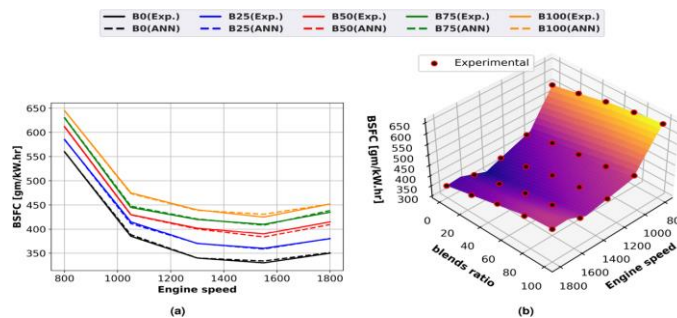 B0(Exp.) B25(Exp.) B50(Exp.) B75(Exp.) B100(Exp.)
B0(ANN) B25(ANN) B50(ANN) B75(ANN) B100(ANN)
650
600
550
500
450
400
350
BSFC [gm/kW.hr]
800 1000 1200 1400 1600 1800
Engine speed
(a)
Experimental
BSFC [gm/kW.hr]
650
600
550
500
450
400
350
300
0
20
40
60
80
100
blends ratio
800
1000
1200
1400
1600
1800
Engine speed
(b)